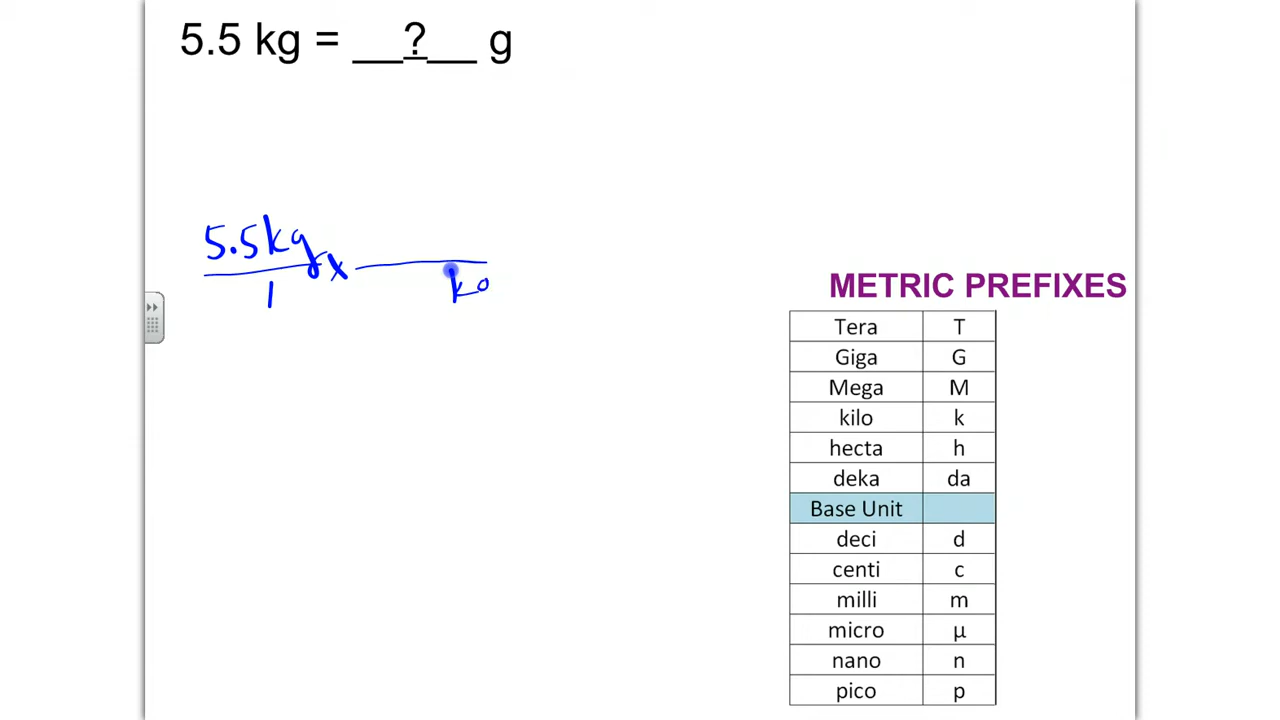 5.5 kg = __?__ g
5.5kg x
1
METRIC PREFIXES
Tera T
Giga G
Mega M
kilo k
hecta h
deka da
Base Unit
deci d
centi c
milli m
micro µ
nano n
pico p